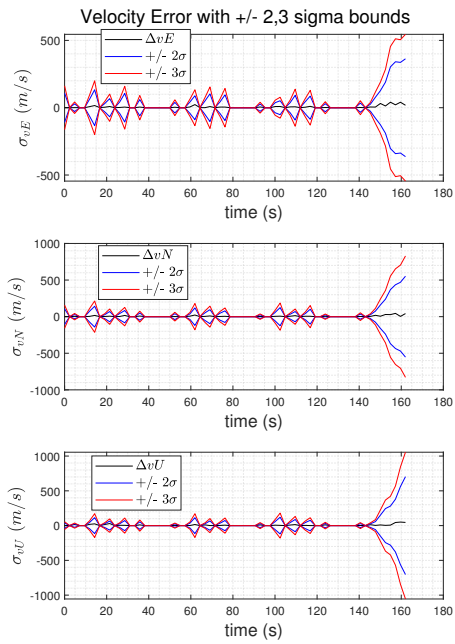 Velocity Error with +/- 2,3 sigma bounds
ΔvE
+/- 2σ
+/- 3σ
500
0
-500
σvE (m/s)
0 20 40 60 80 100 120 140 160 180
time (s)
ΔvN
+/- 2σ
+/- 3σ
1000
500
0
-500
-1000
σvN (m/s)
0 20 40 60 80 100 120 140 160 180
time (s)
ΔvU
+/- 2σ
+/- 3σ
1000
500
0
-500
-1000
σvU (m/s)
0 20 40 60 80 100 120 140 160 180
time (s)